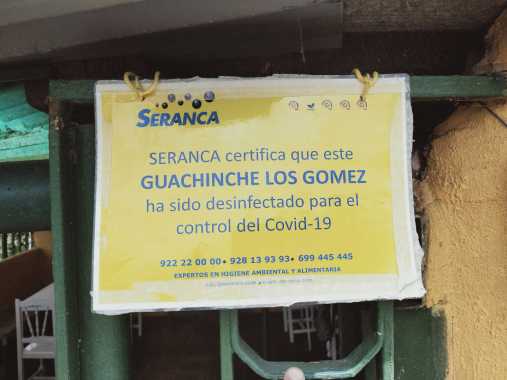 SERANCA
SERANCA certifica que este
GUACHINCHE LOS GOMEZ
ha sido desinfectado para el
control del Covid-19
922 22 00 00• 928 13 93 93• 699 445 445
EXPERTOS EN HIGIENE AMBIENTAL Y ALIMENTARIA